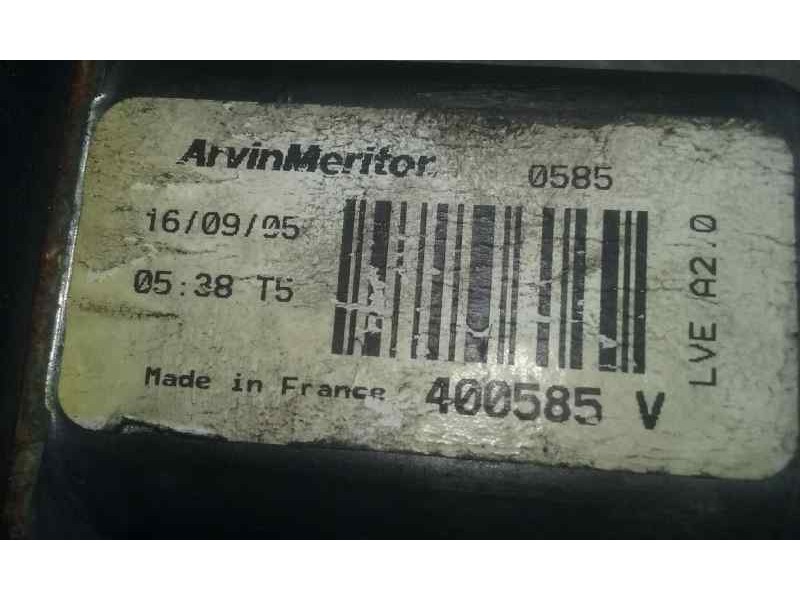 ArvinMeritor 0585
16/09/05
05:38 T5
Made in France 400585 V
LVE A2.0